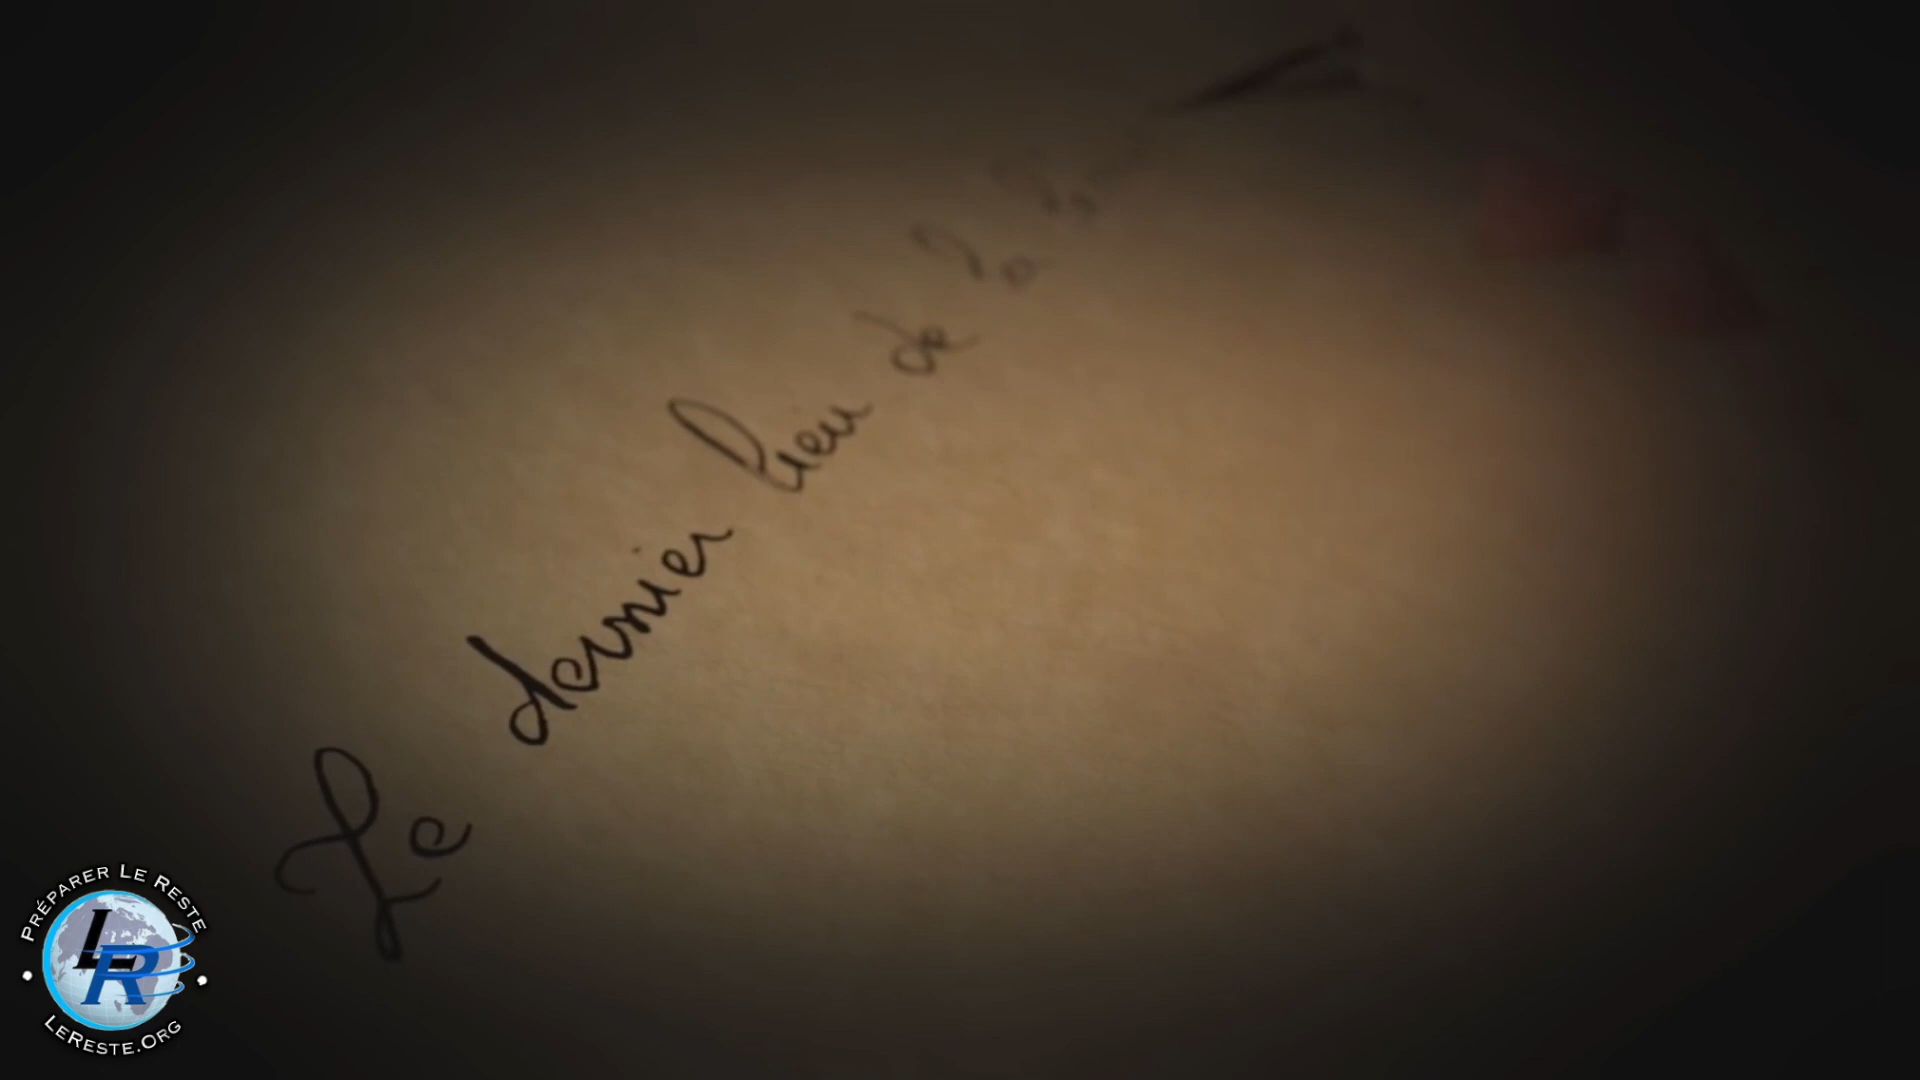 Le dernier lieu de
PRÉPARER LE RESTE
LR
LERESTE.ORG